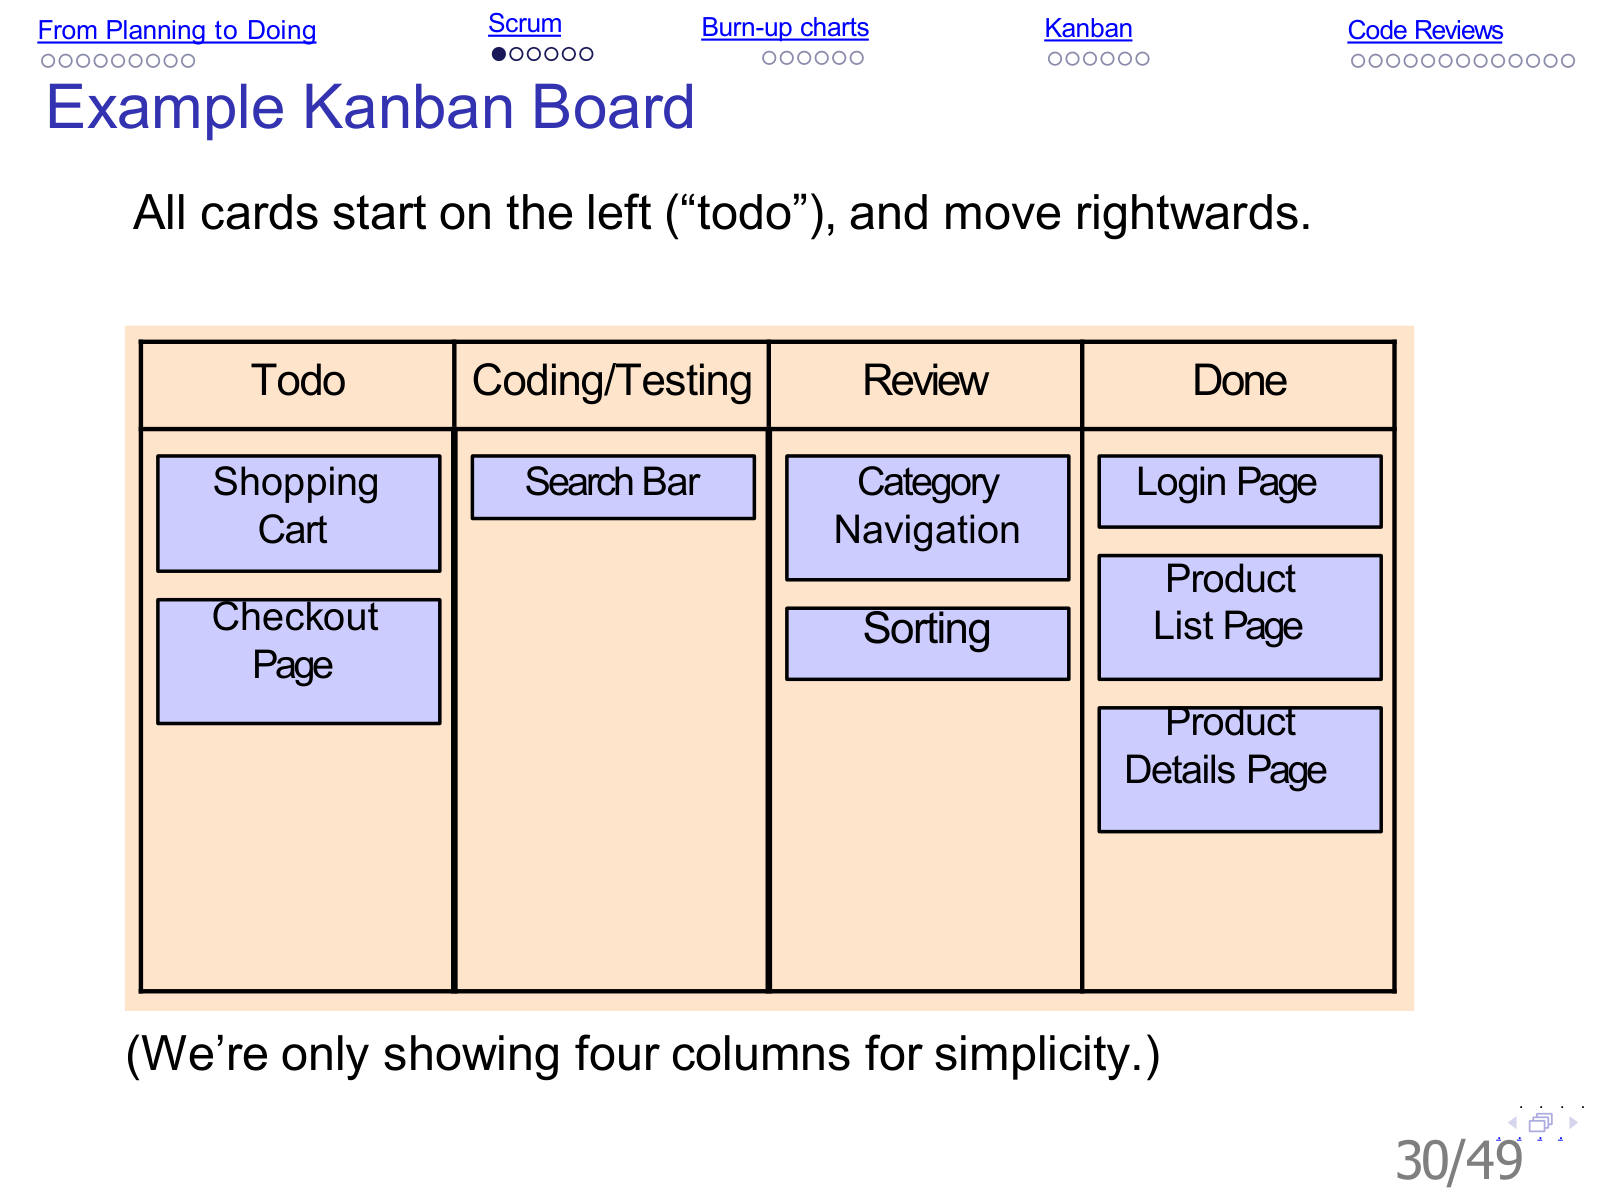 From Planning to Doing
Scrum
Burn-up charts
Kanban
Code Reviews
Example Kanban Board
All cards start on the left (“todo”), and move rightwards.
Todo
Coding/Testing
Review
Done
Shopping
Cart
Checkout
Page
Search Bar
Category
Navigation
Sorting
Login Page
Product
List Page
Product
Details Page
(We’re only showing four columns for simplicity.)
30/49